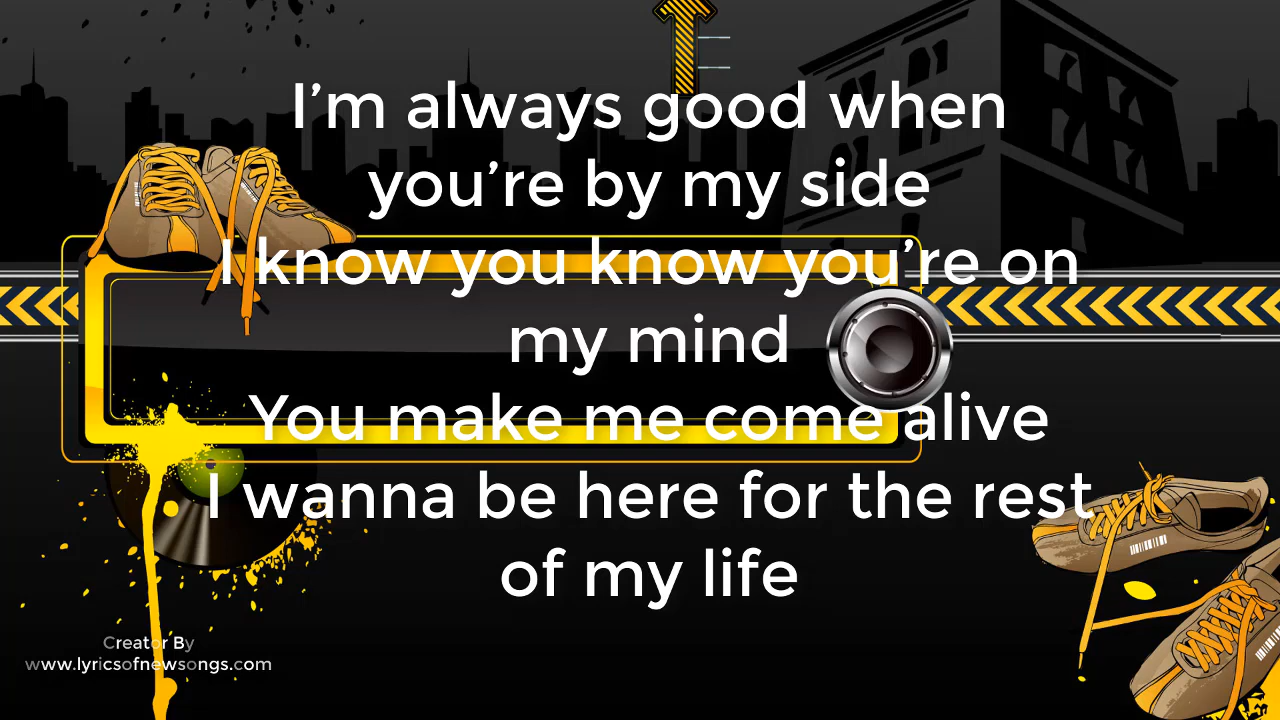 I’m always good when
you’re by my side
I know you know you’re on
my mind
You make me come alive
I wanna be here for the rest
of my life
Creator By
www.lyricsofnewsongs.com